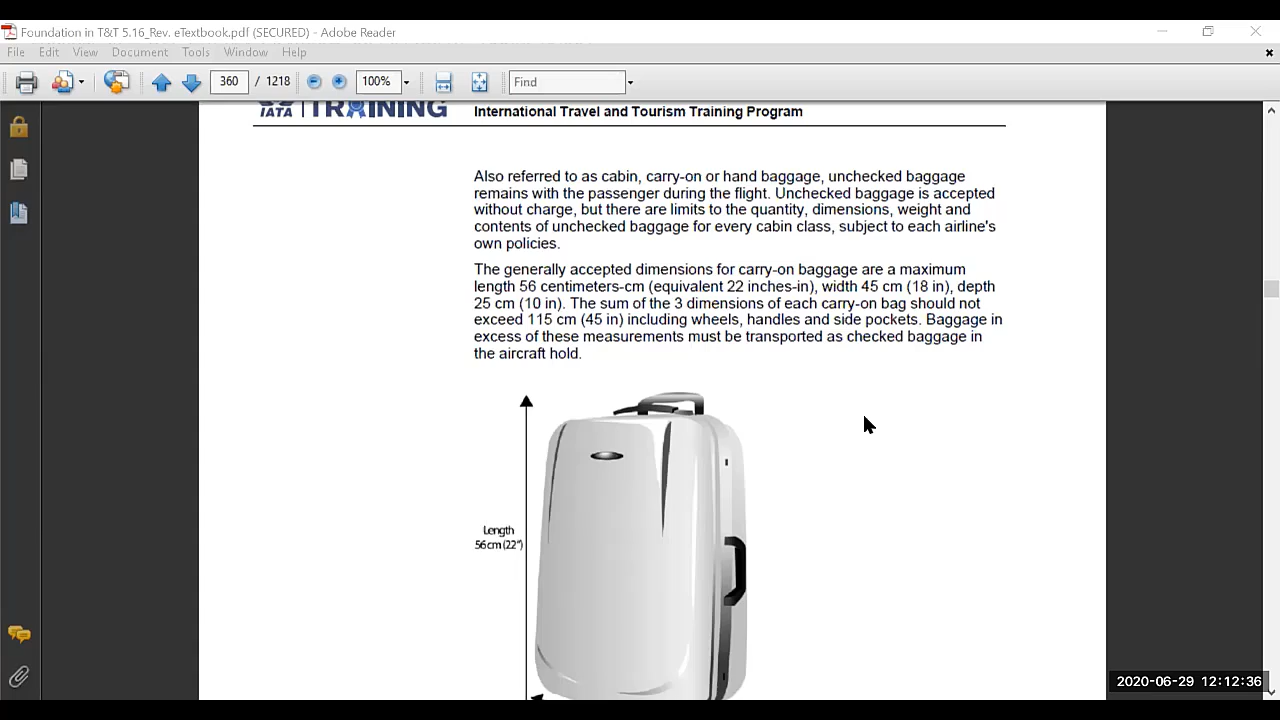 Foundation in T&T 5.16_Rev. eTextbook.pdf (SECURED) - Adobe Reader
File Edit View Document Tools Window Help
360 / 1218 100% Find
IATA | TRAINING International Travel and Tourism Training Program
Also referred to as cabin, carry-on or hand baggage, unchecked baggage
remains with the passenger during the flight. Unchecked baggage is accepted
without charge, but there are limits to the quantity, dimensions, weight and
contents of unchecked baggage for every cabin class, subject to each airline's
own policies.
The generally accepted dimensions for carry-on baggage are a maximum
length 56 centimeters-cm (equivalent 22 inches-in), width 45 cm (18 in), depth
25 cm (10 in). The sum of the 3 dimensions of each carry-on bag should not
exceed 115 cm (45 in) including wheels, handles and side pockets. Baggage in
excess of these measurements must be transported as checked baggage in
the aircraft hold.
Length
56cm (22")
2020-06-29 12:12:36